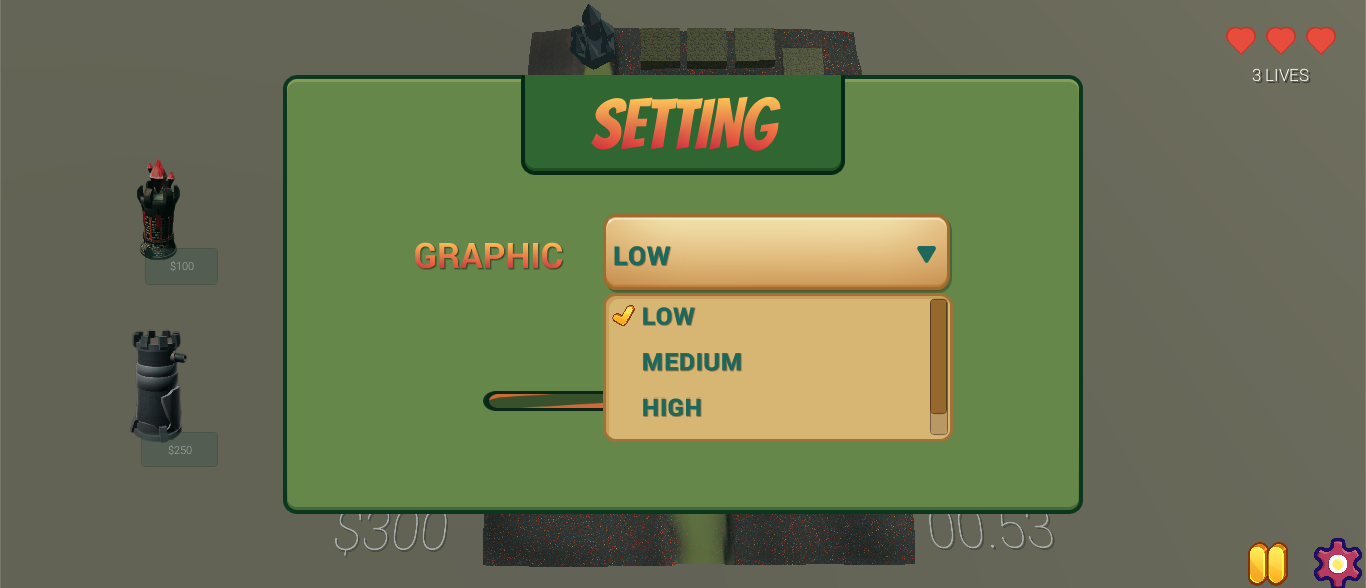 SETTING
3 LIVES
GRAPHIC
LOW
LOW
MEDIUM
HIGH
$100
$250
$300
00.53